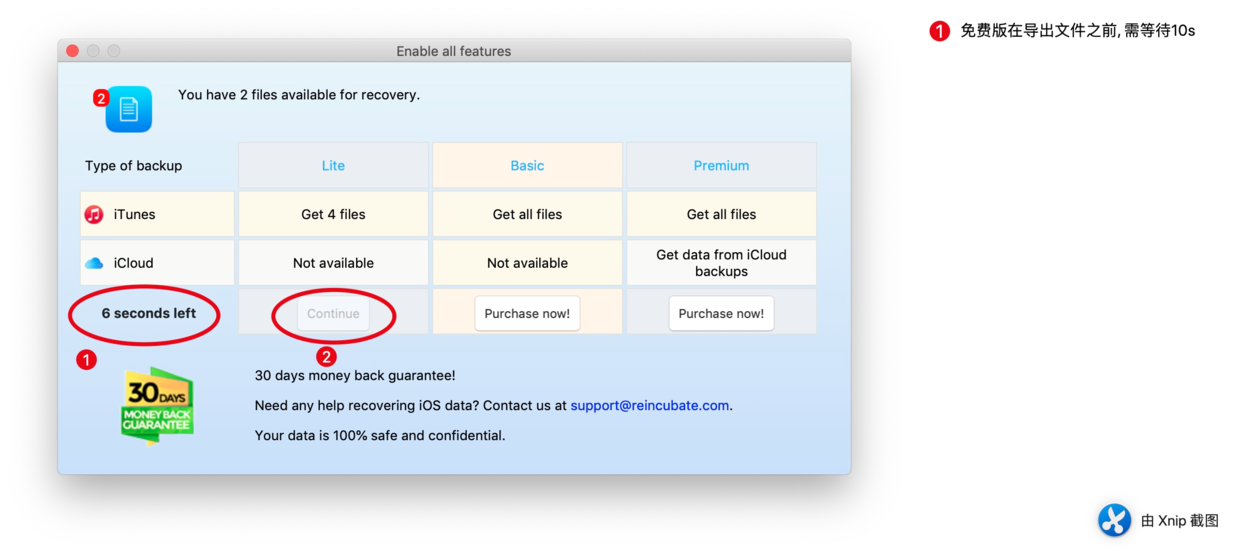 1 免费版在导出文件之前, 需等待10s
Enable all features
2 You have 2 files available for recovery.
Type of backup Lite Basic Premium
iTunes Get 4 files Get all files Get all files
iCloud Not available Not available Get data from iCloud
backups
6 seconds left Continue Purchase now! Purchase now!
1 2
30 DAYS
MONEY BACK
GUARANTEE
30 days money back guarantee!
Need any help recovering iOS data? Contact us at support@reincubate.com.
Your data is 100% safe and confidential.
由 Xnip 截图